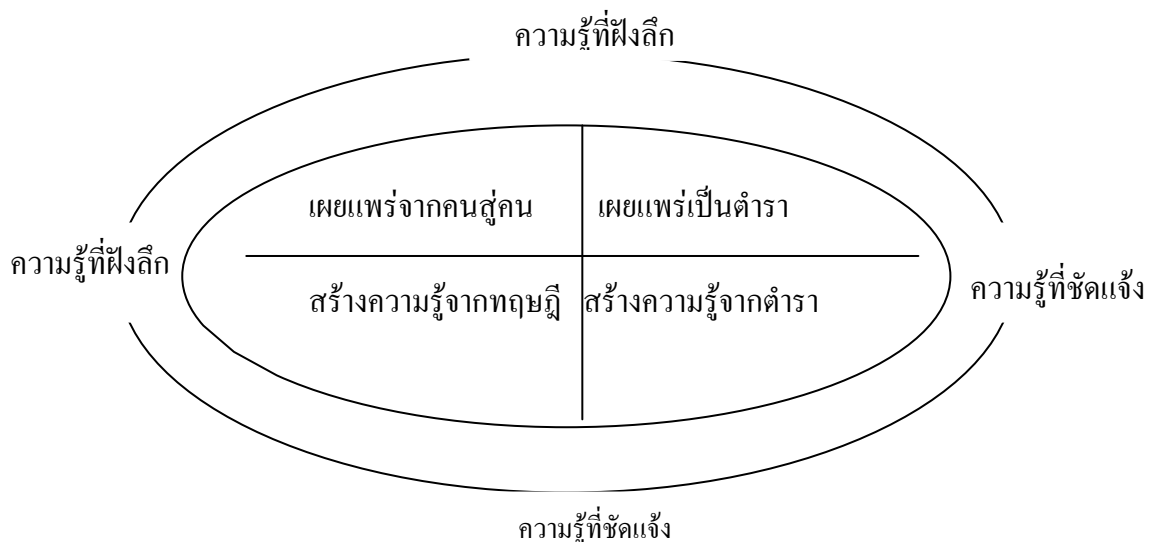 ความรู้ที่ฝังลึก
เผยแพร่จากคนสู่คน เผยแพร่เป็นตำรา
ความรู้ที่ฝังลึก
ความรู้ที่ชัดแจ้ง
สร้างความรู้จากทฤษฎี สร้างความรู้จากตำรา
ความรู้ที่ชัดแจ้ง